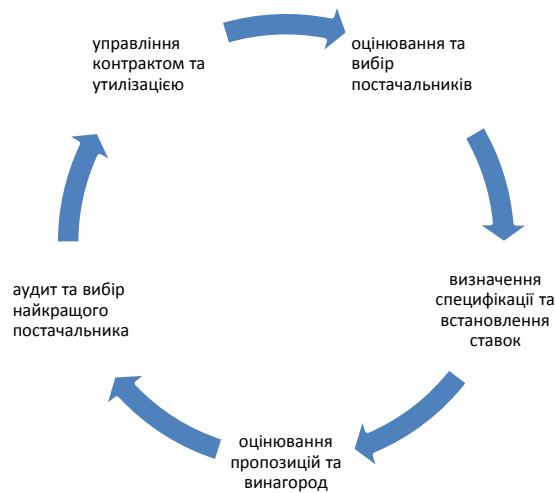 управління
контрактом та
утилізацією
оцінювання та
вибір
постачальників
визначення
специфікації та
встановлення
ставок
оцінювання
пропозицій та
винагород
аудит та вибір
найкращого
постачальника